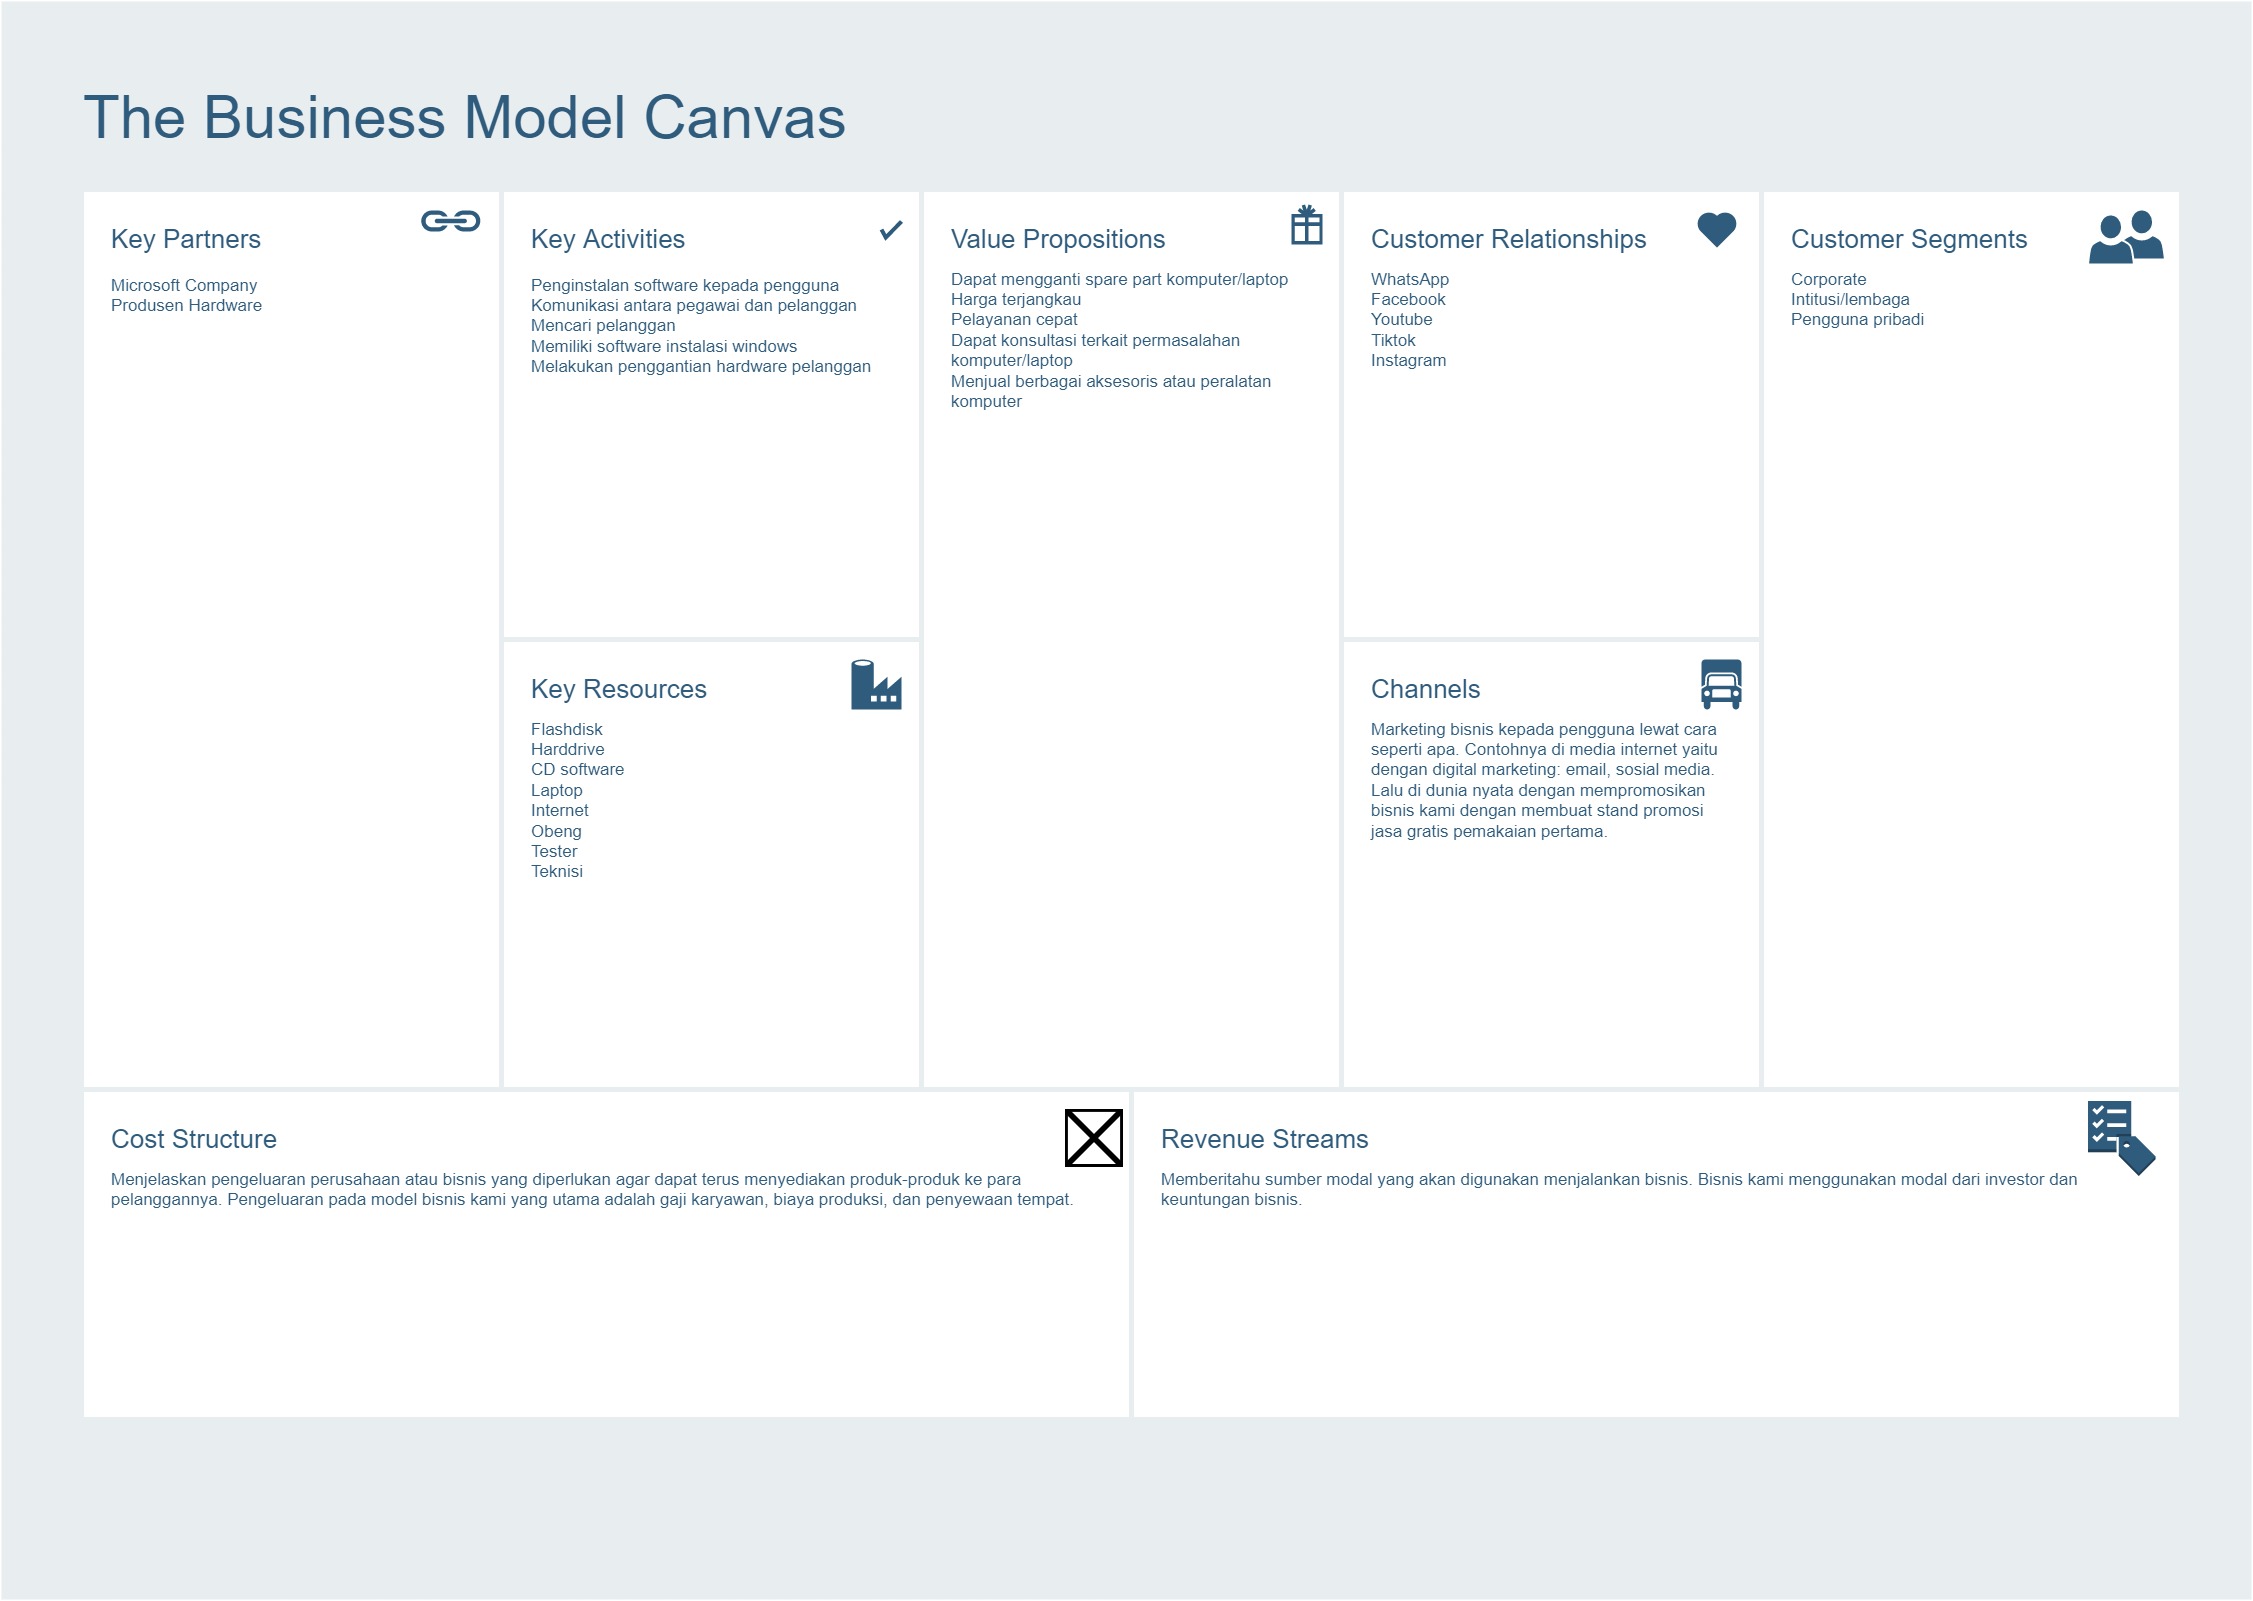 The Business Model Canvas
Key Partners
Microsoft Company
Produsen Hardware
Key Activities
Penginstalan software kepada pengguna
Komunikasi antara pegawai dan pelanggan
Mencari pelanggan
Memiliki software instalasi windows
Melakukan penggantian hardware pelanggan
Key Resources
Flashdisk
Harddrive
CD software
Laptop
Internet
Obeng
Tester
Teknisi
Value Propositions
Dapat mengganti spare part komputer/laptop
Harga terjangkau
Pelayanan cepat
Dapat konsultasi terkait permasalahan
komputer/laptop
Menjual berbagai aksesoris atau peralatan
komputer
Customer Relationships
WhatsApp
Facebook
Youtube
Tiktok
Instagram
Channels
Marketing bisnis kepada pengguna lewat cara
seperti apa. Contohnya di media internet yaitu
dengan digital marketing: email, sosial media.
Lalu di dunia nyata dengan mempromosikan
bisnis kami dengan membuat stand promosi
jasa gratis pemakaian pertama.
Customer Segments
Corporate
Intitusi/lembaga
Pengguna pribadi
Cost Structure
Menjelaskan pengeluaran perusahaan atau bisnis yang diperlukan agar dapat terus menyediakan produk-produk ke para
pelanggannya. Pengeluaran pada model bisnis kami yang utama adalah gaji karyawan, biaya produksi, dan penyewaan tempat.
Revenue Streams
Memberitahu sumber modal yang akan digunakan menjalankan bisnis. Bisnis kami menggunakan modal dari investor dan
keuntungan bisnis.